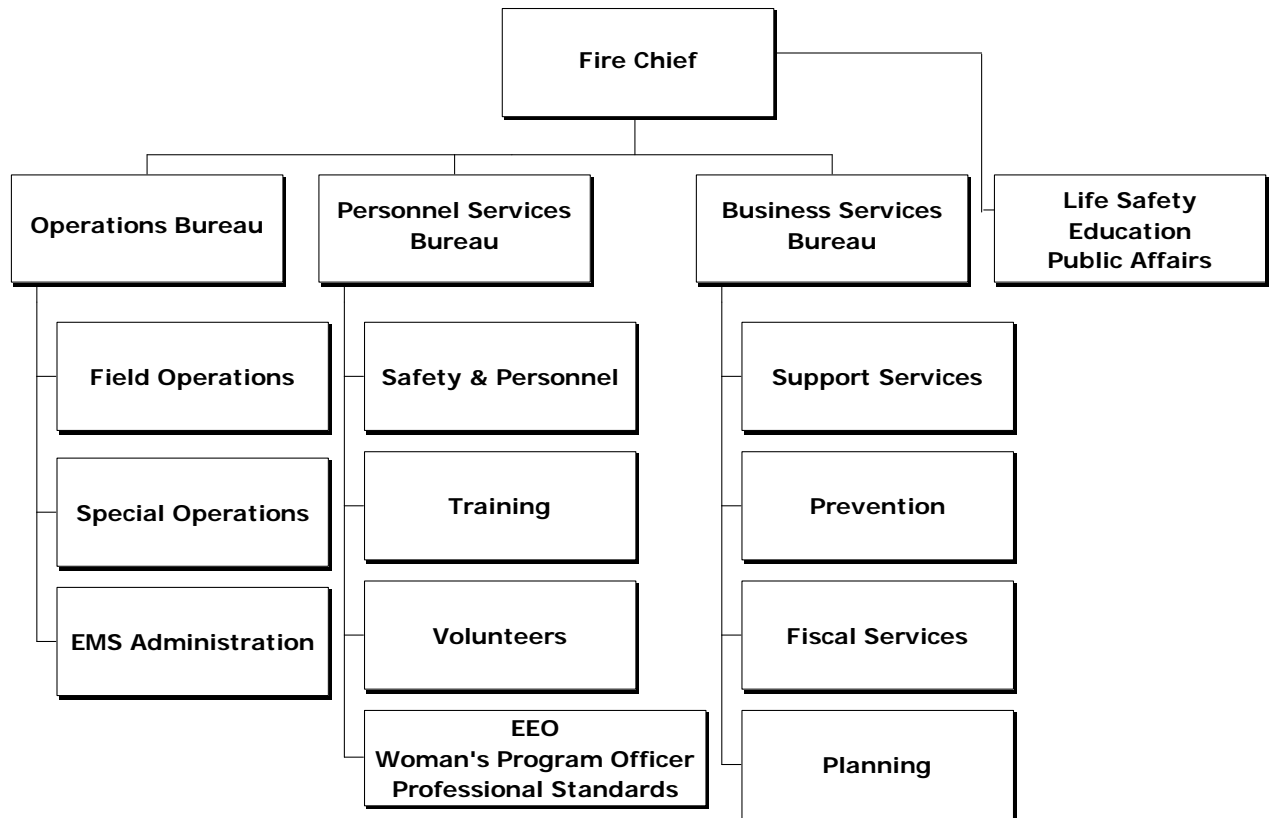 Fire Chief
Operations Bureau
Personnel Services
Bureau
Business Services
Bureau
Life Safety
Education
Public Affairs
Field Operations
Safety & Personnel
Support Services
Special Operations
Training
Prevention
EMS Administration
Volunteers
Fiscal Services
EEO
Woman's Program Officer
Professional Standards
Planning